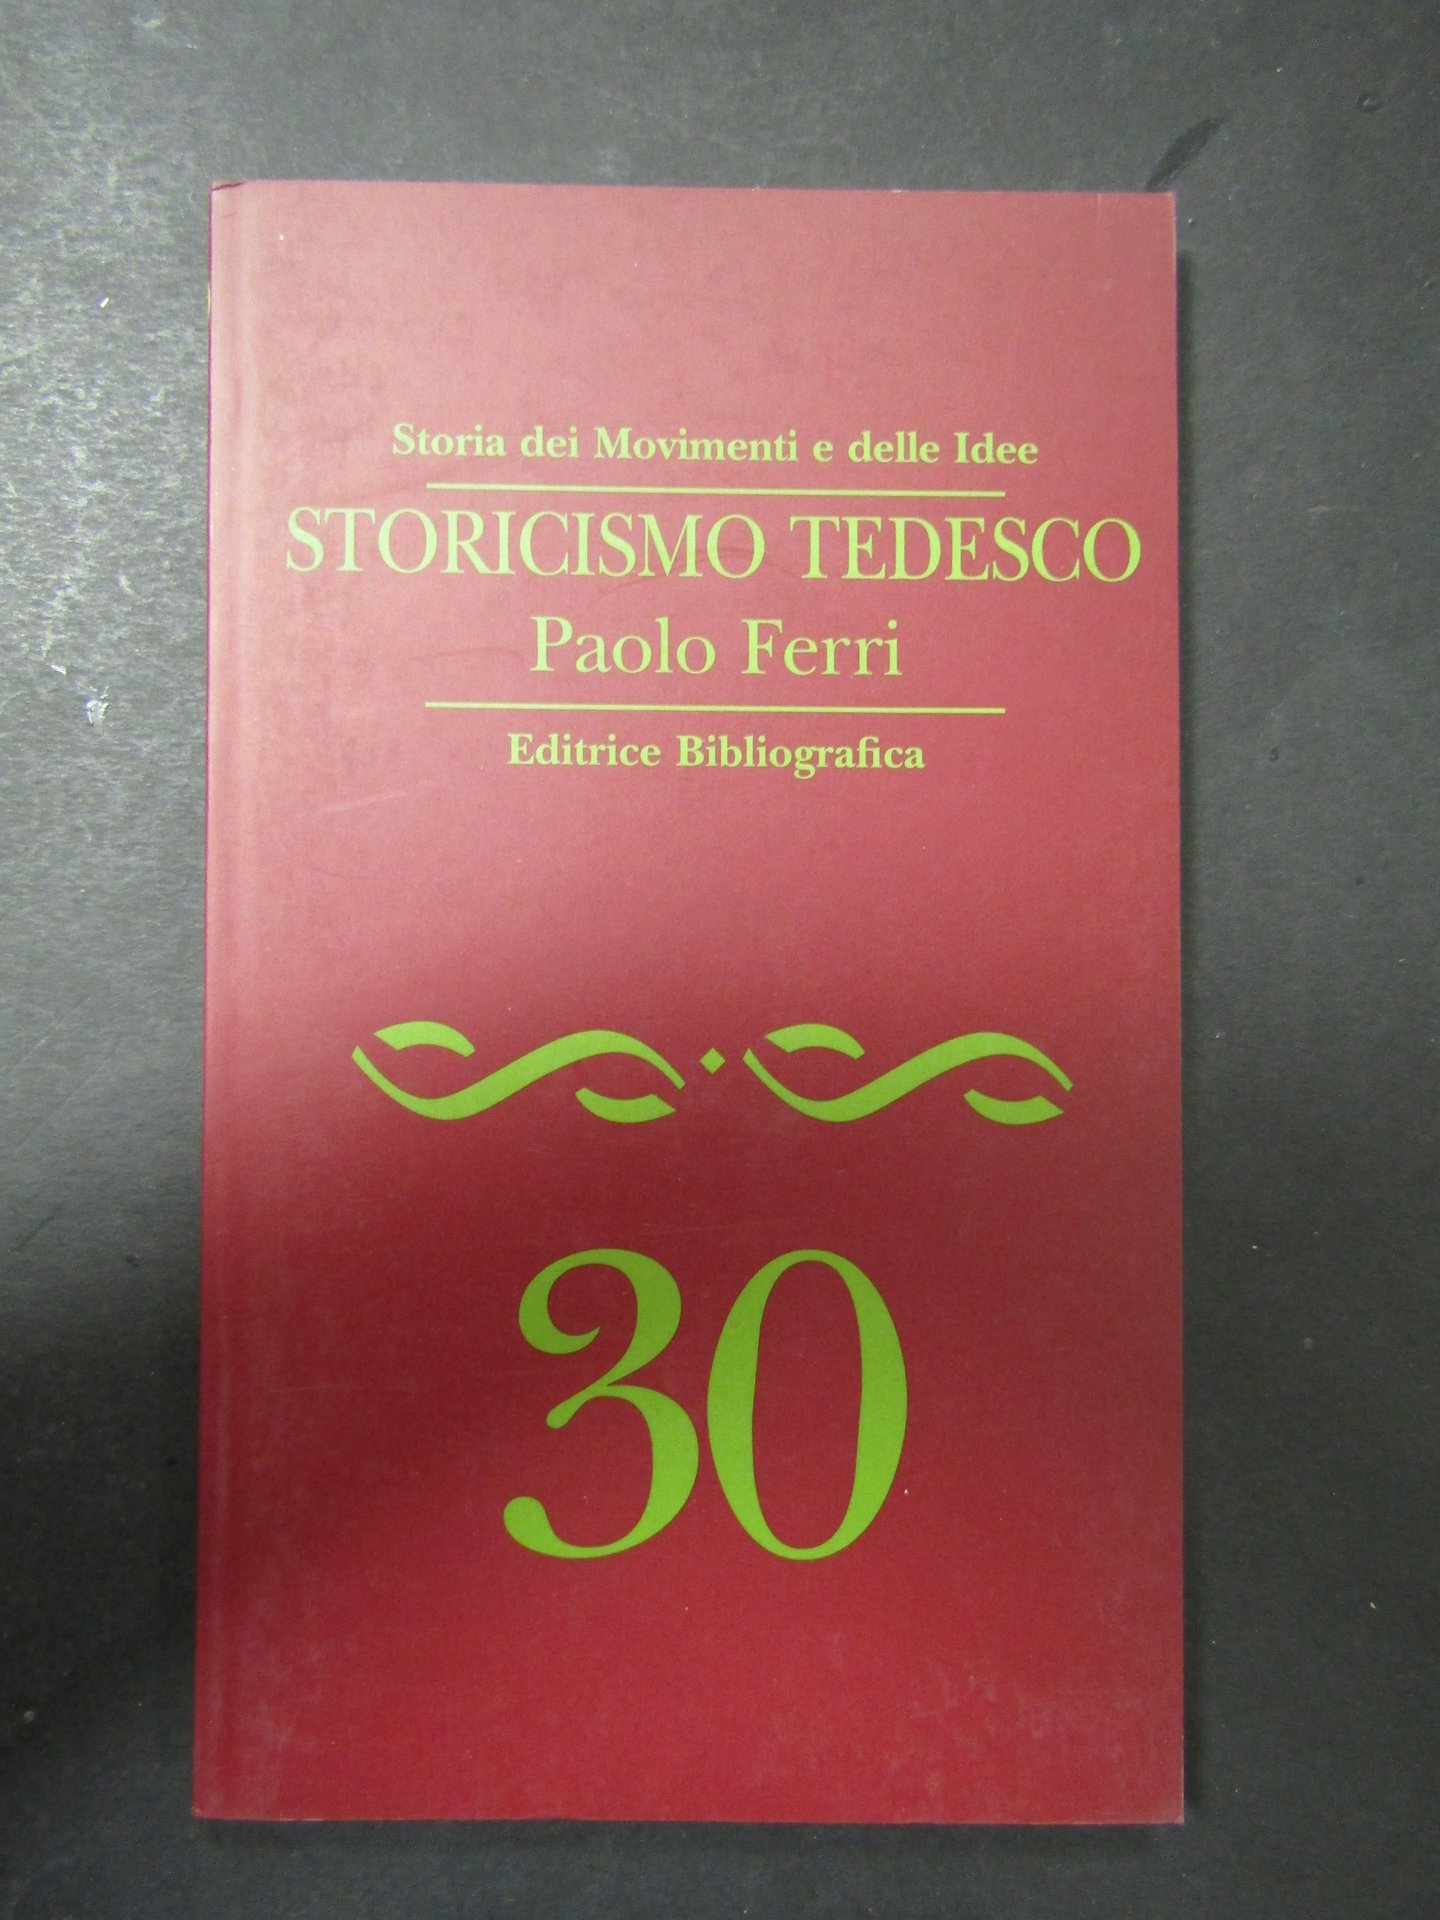 Storia dei Movimenti e delle Idee
STORICISMO TEDESCO
Paolo Ferri
Editrice Bibliografica
30